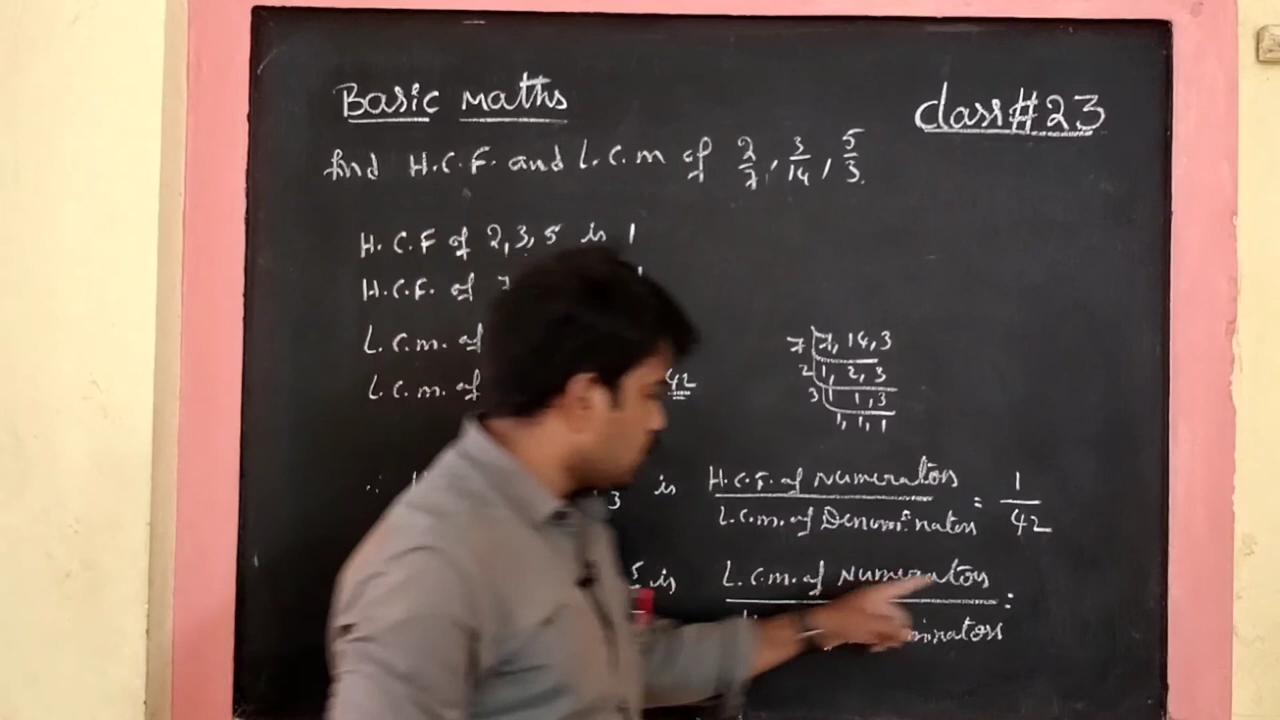 Basic maths
class#23
find H.C.F. and L.C.M of 2/7, 3/14, 5/3.
H.C.F of 2,3,5 is 1
H.C.F. of 7 1
L.C.M. of
L.C.M. of 42
7 7, 14, 3
2 1, 2, 3
3 1 1, 3
1, 1, 1
∴ 3 is H.C.F. of Numerators / L.C.M. of Denominators = 1/42
5 is L.C.M. of Numerators / =